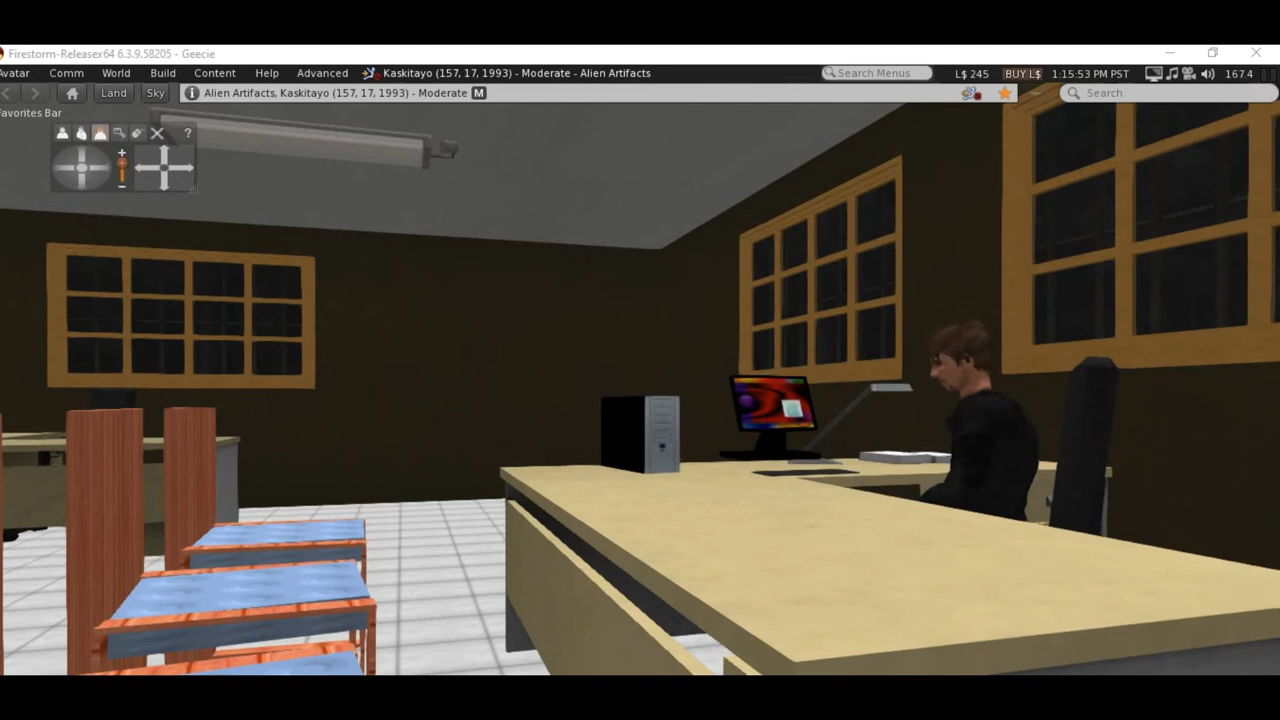 Firestorm-Releasex64 6.3.9.58205 - Geecie
Avatar Comm World Build Content Help Advanced Kaskitayo (157, 17, 1993) - Moderate - Alien Artifacts Search Menus L$ 245 BUY L$ 1:15:53 PM PST 167.4
Land Sky Alien Artifacts, Kaskitayo (157, 17, 1993) - Moderate M Search
Favorites Bar
?